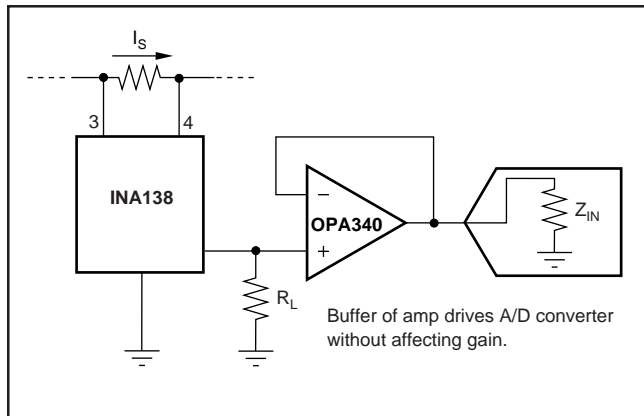 I_S
3
4
INA138
−
OPA340
+
Z_IN
R_L
Buffer of amp drives A/D converter
without affecting gain.